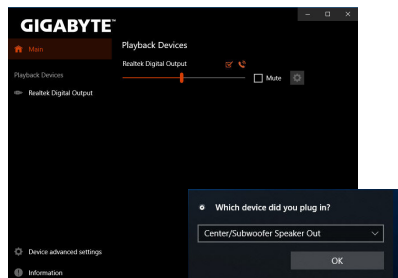 GIGABYTE™
Main
Playback Devices
Realtek Digital Output
Playback Devices
Realtek Digital Output
Mute
Device advanced settings
Information
Which device did you plug in?
Center/Subwoofer Speaker Out
OK